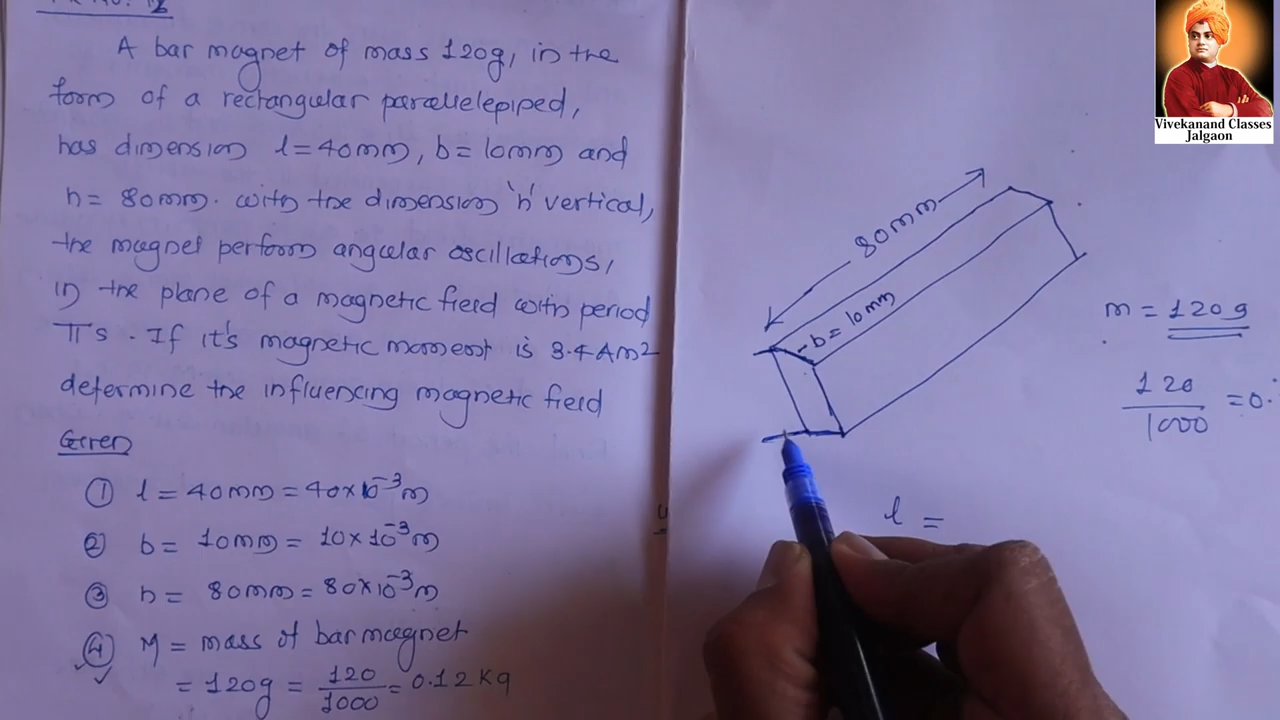 A bar magnet of mass 120g, in the
form of a rectangular parallelepiped,
has dimension l=40mm, b=10mm and
h= 80mm. with the dimension 'h' vertical,
the magnet perform angular oscillations,
in the plane of a magnetic field with period
πs. If it's magnetic moment is 3.4 Am²
determine the influencing magnetic field
Given
① l = 40mm = 40×10⁻³m
② b = 10mm = 10×10⁻³m
③ h = 80mm = 80×10⁻³m
④ M = mass of bar magnet
= 120g = 120/1000 = 0.12 Kg
80mm
b=10mm
l =
m = 120g
120/1000 = 0.
Vivekanand Classes
Jalgaon